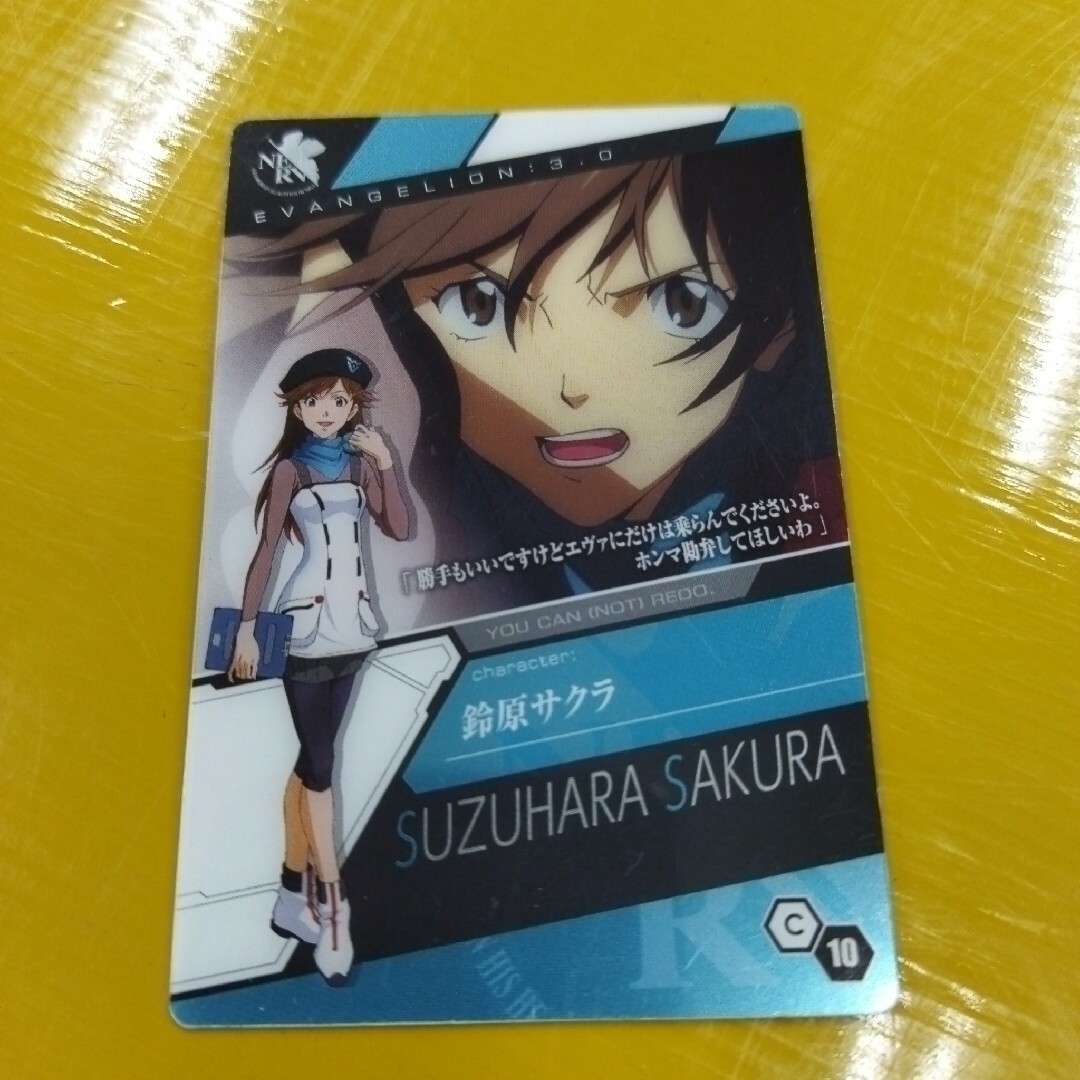 NERV
EVANGELION:3.0
「勝手もいいですけどエヴァにだけは乗らんでくださいよ。
ホンマ勘弁してほしいわ」
YOU CAN (NOT) REDO.
character:
鈴原サクラ
SUZUHARA SAKURA
R
HIS
C
10